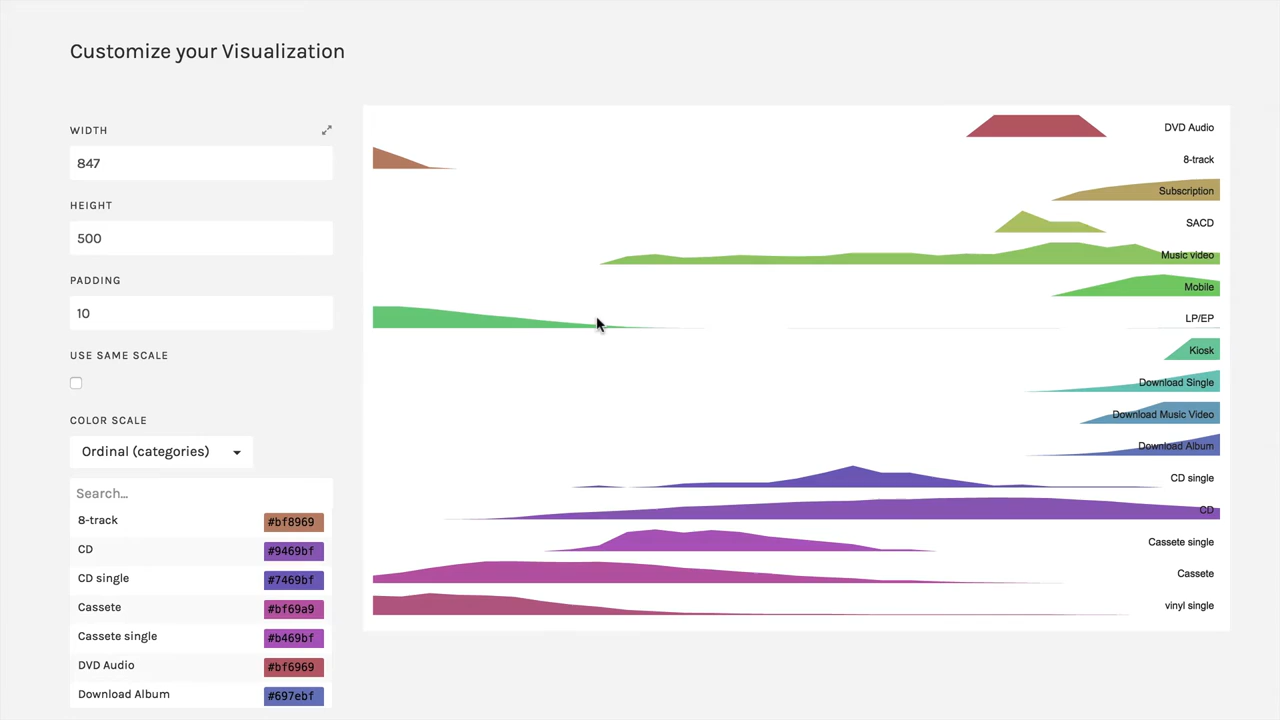 Customize your Visualization
WIDTH
847
HEIGHT
500
PADDING
10
USE SAME SCALE
COLOR SCALE
Ordinal (categories)
Search...
8-track #bf8969
CD #9469bf
CD single #7469bf
Cassete #bf69a9
Cassete single #b469bf
DVD Audio #bf6969
Download Album #697ebf
DVD Audio
8-track
Subscription
SACD
Music video
Mobile
LP/EP
Kiosk
Download Single
Download Music Video
Download Album
CD single
CD
Cassete single
Cassete
vinyl single